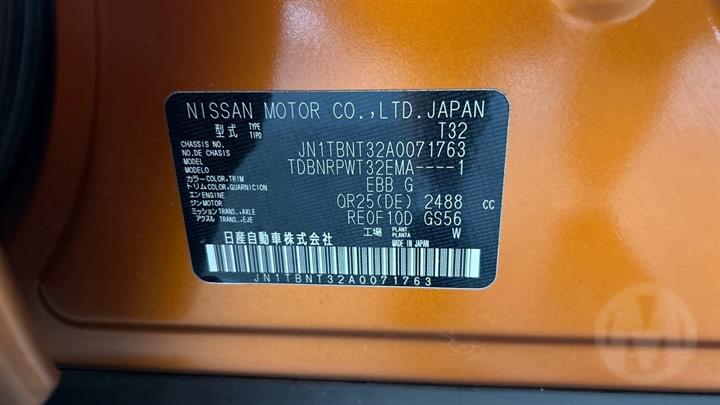 NISSAN MOTOR CO.,LTD.JAPAN
型式 TYPE TIPO T32
CHASSIS NO. NO.DE CHASIS JN1TBNT32A0071763
MODEL MODELO TDBNRPWT32EMA----1
カラー COLOR, TRIM トリム COLOR,GUARNICION EBB G
エンジン ENGINE MOTOR QR25(DE) 2488 cc
ミッション TRANS.,AXLE アクスル TRANS.,EJE RE0F10D GS56
工場 PLANT PLANTA W
日産自動車株式会社 MADE IN JAPAN
JN1TBNT32A0071763